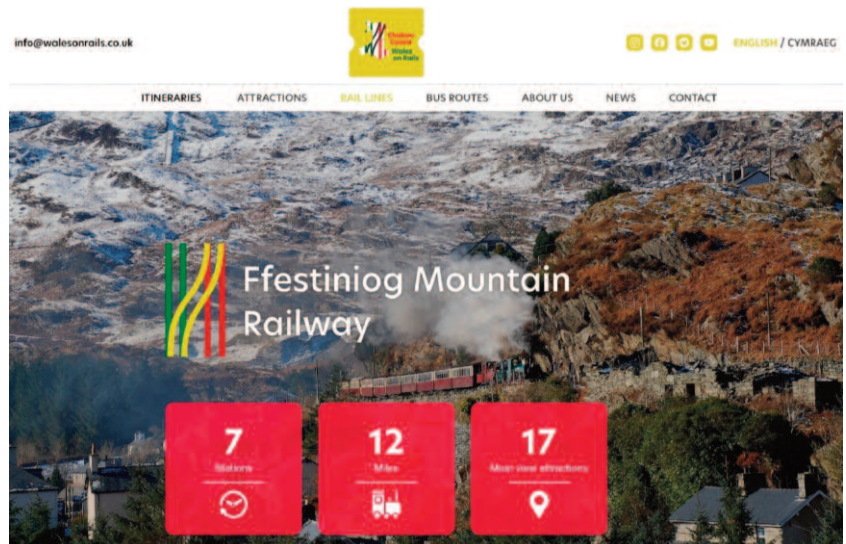 info@walesonrails.co.uk
Wales
on Rails
ENGLISH / CYMRAEG
ITINERARIES ATTRACTIONS RAIL LINES BUS ROUTES ABOUT US NEWS CONTACT
Ffestiniog Mountain
Railway
7 12 17
Stations Miles Must view attractions